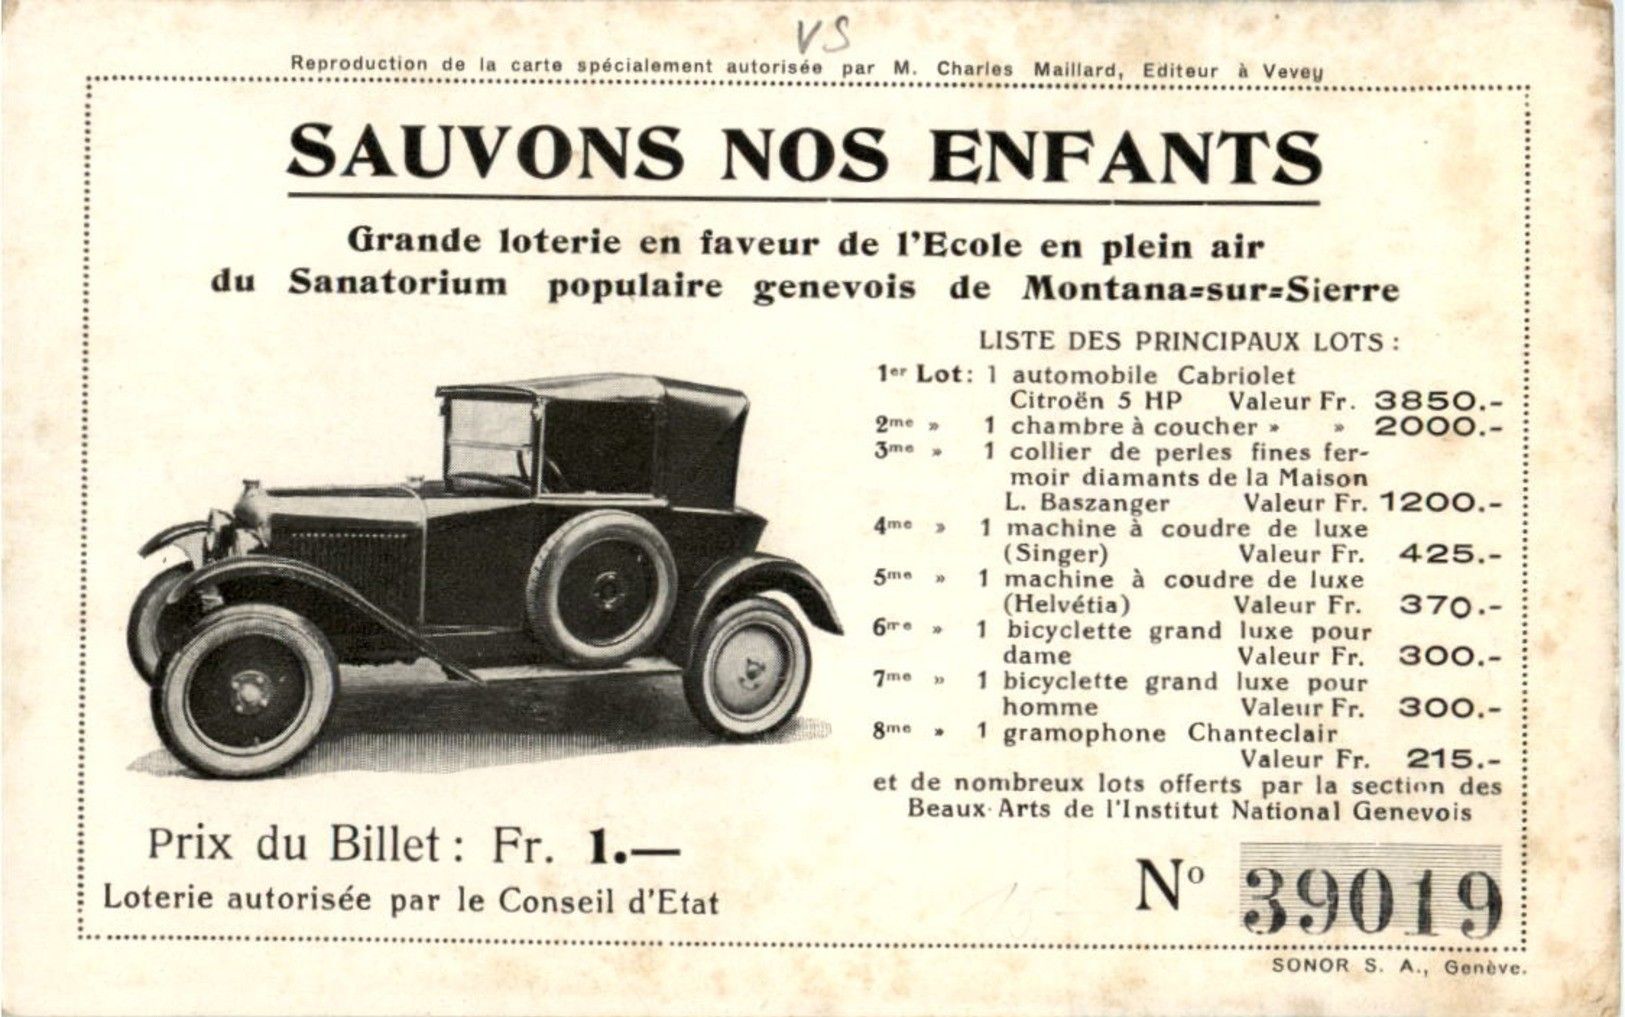 VS
Reproduction de la carte spécialement autorisée par M. Charles Maillard, Editeur à Vevey
SAUVONS NOS ENFANTS
Grande loterie en faveur de l'Ecole en plein air
du Sanatorium populaire genevois de Montana=sur=Sierre
LISTE DES PRINCIPAUX LOTS :
1er Lot: 1 automobile Cabriolet
Citroën 5 HP Valeur Fr. 3850.-
2me » 1 chambre à coucher » » 2000.-
3me » 1 collier de perles fines fer-
moir diamants de la Maison
L. Baszanger Valeur Fr. 1200.-
4me » 1 machine à coudre de luxe
(Singer) Valeur Fr. 425.-
5me » 1 machine à coudre de luxe
(Helvétia) Valeur Fr. 370.-
6me » 1 bicyclette grand luxe pour
dame Valeur Fr. 300.-
7me » 1 bicyclette grand luxe pour
homme Valeur Fr. 300.-
8me » 1 gramophone Chanteclair
Valeur Fr. 215.-
et de nombreux lots offerts par la section des
Beaux-Arts de l'Institut National Genevois
Prix du Billet : Fr. 1.—
Loterie autorisée par le Conseil d'Etat
Nº 39019
SONOR S. A., Genève.